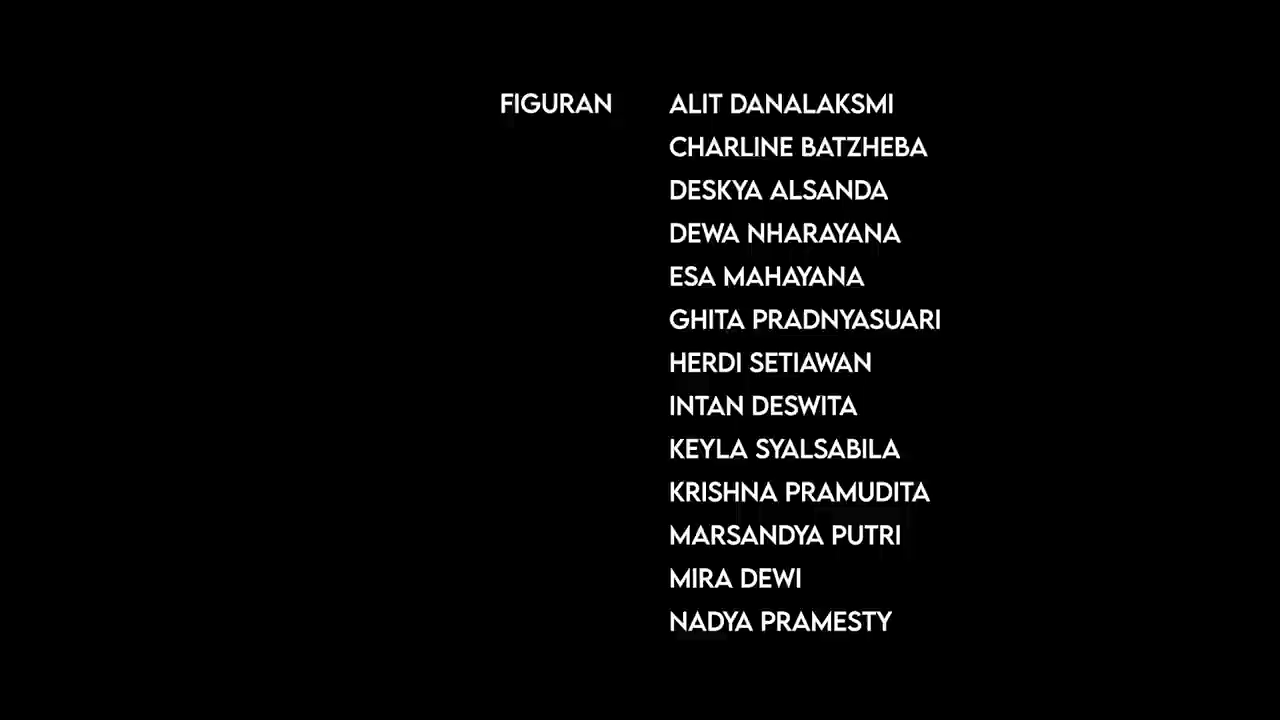 FIGURAN ALIT DANALAKSMI
CHARLINE BATZHEBA
DESKYA ALSANDA
DEWA NHARAYANA
ESA MAHAYANA
GHITA PRADNYASUARI
HERDI SETIAWAN
INTAN DESWITA
KEYLA SYALSABILA
KRISHNA PRAMUDITA
MARSANDYA PUTRI
MIRA DEWI
NADYA PRAMESTY